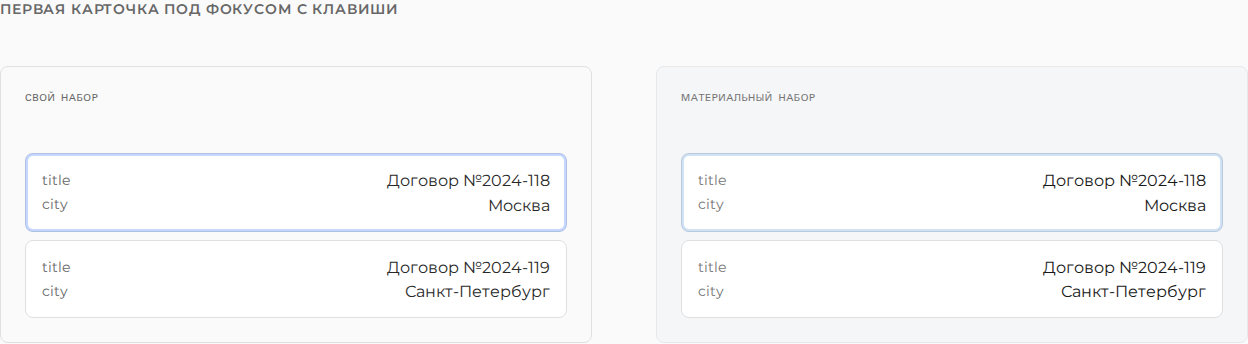 ПЕРВАЯ КАРТОЧКА ПОД ФОКУСОМ С КЛАВИШИ
СВОЙ НАБОР
title Договор №2024-118
city Москва
title Договор №2024-119
city Санкт-Петербург
МАТЕРИАЛЬНЫЙ НАБОР
title Договор №2024-118
city Москва
title Договор №2024-119
city Санкт-Петербург